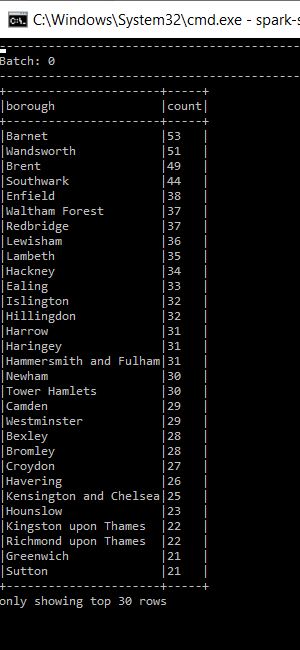 C:\Windows\System32\cmd.exe - spark-s
-------------------------------------------
Batch: 0
-------------------------------------------
+----------------------+-----+
|borough               |count|
+----------------------+-----+
|Barnet                |53   |
|Wandsworth            |51   |
|Brent                 |49   |
|Southwark             |44   |
|Enfield               |38   |
|Waltham Forest        |37   |
|Redbridge             |37   |
|Lewisham              |36   |
|Lambeth               |35   |
|Hackney               |34   |
|Ealing                |33   |
|Islington             |32   |
|Hillingdon            |32   |
|Harrow                |31   |
|Haringey              |31   |
|Hammersmith and Fulham|31   |
|Newham                |30   |
|Tower Hamlets         |30   |
|Camden                |29   |
|Westminster           |29   |
|Bexley                |28   |
|Bromley               |28   |
|Croydon               |27   |
|Havering              |26   |
|Kensington and Chelsea|25   |
|Hounslow              |23   |
|Kingston upon Thames  |22   |
|Richmond upon Thames  |22   |
|Greenwich             |21   |
|Sutton                |21   |
+----------------------+-----+
only showing top 30 rows